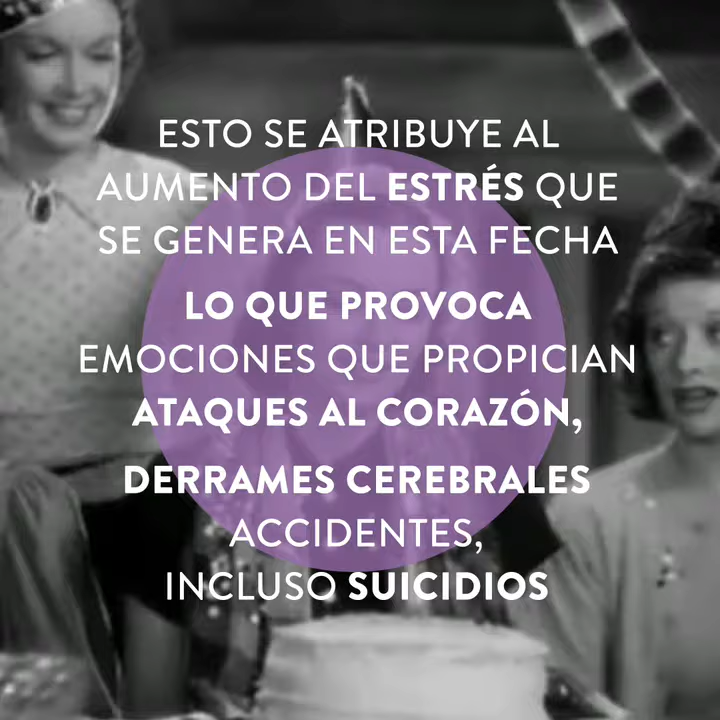 ESTO SE ATRIBUYE AL
AUMENTO DEL ESTRÉS QUE
SE GENERA EN ESTA FECHA
LO QUE PROVOCA
EMOCIONES QUE PROPICIAN
ATAQUES AL CORAZÓN,
DERRAMES CEREBRALES
ACCIDENTES,
INCLUSO SUICIDIOS